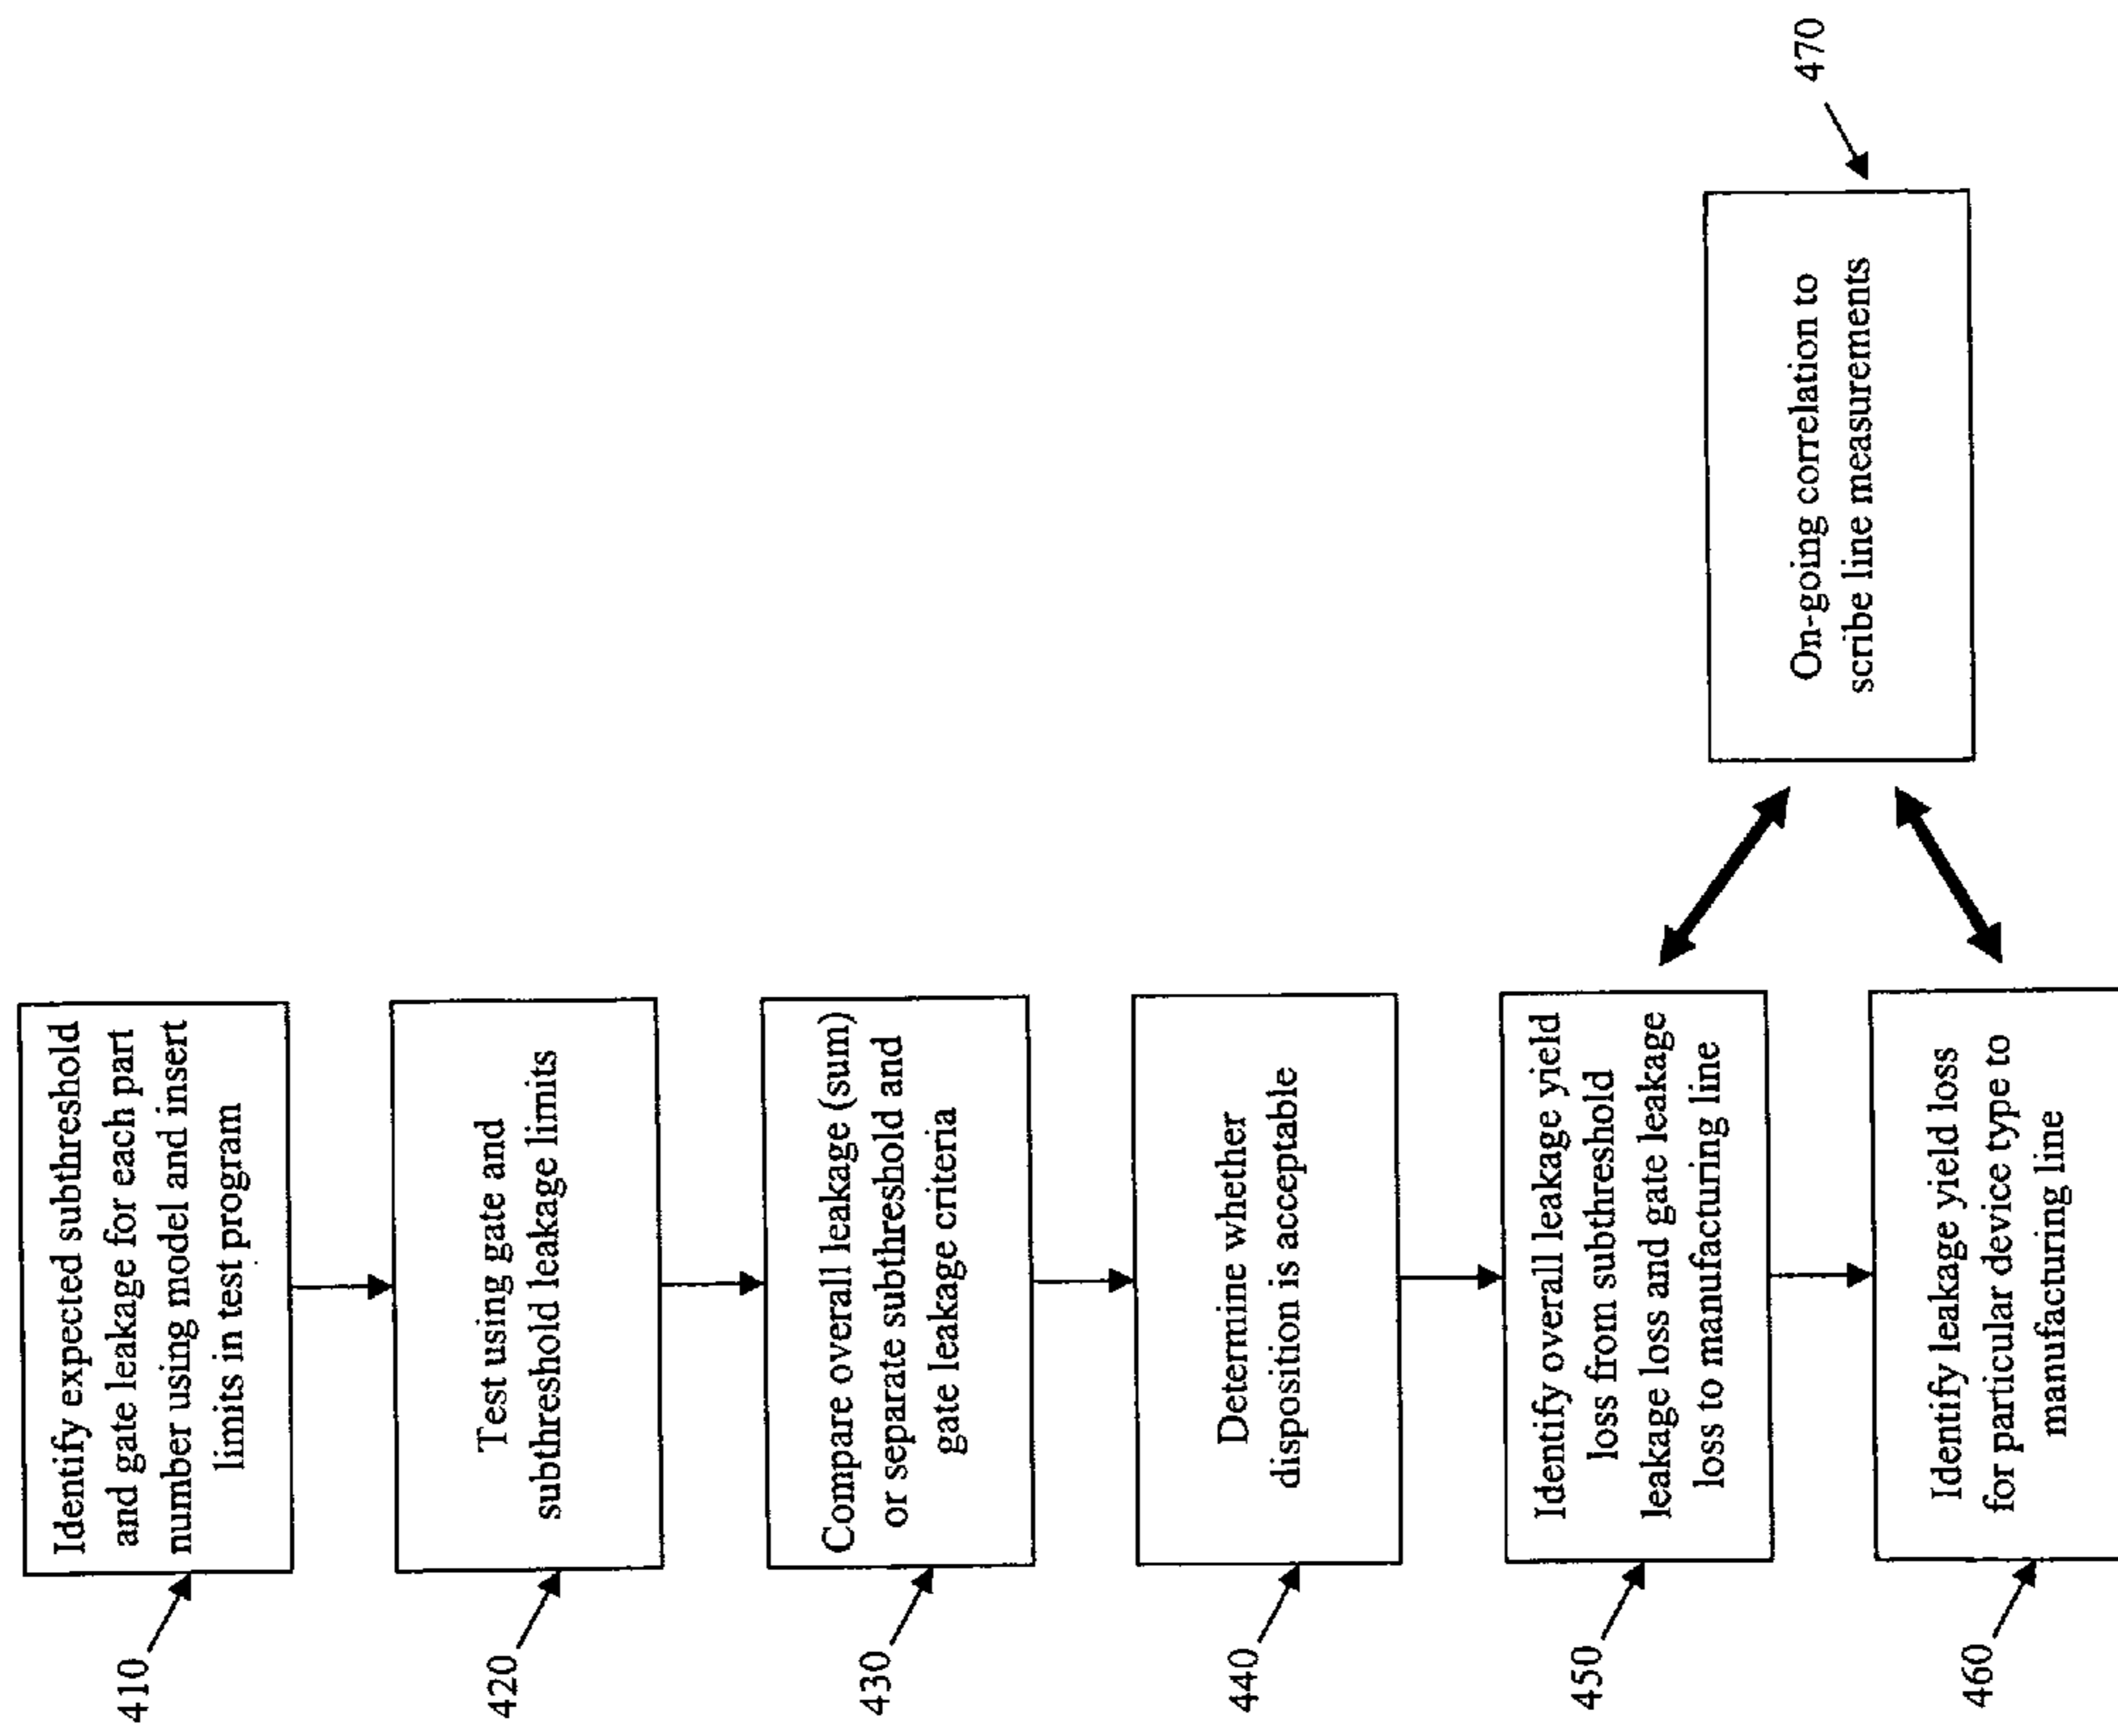 410
Identify expected subthreshold
and gate leakage for each part
number using model and insert
limits in test program
420
Test using gate and
subthreshold leakage limits
430
Compare overall leakage (sum)
or separate subthreshold and
gate leakage criteria
440
Determine whether
disposition is acceptable
450
Identify overall leakage yield
loss from subthreshold
leakage loss and gate leakage
loss to manufacturing line
460
Identify leakage yield loss
for particular device type to
manufacturing line
470
On-going correlation to
scribe line measurements